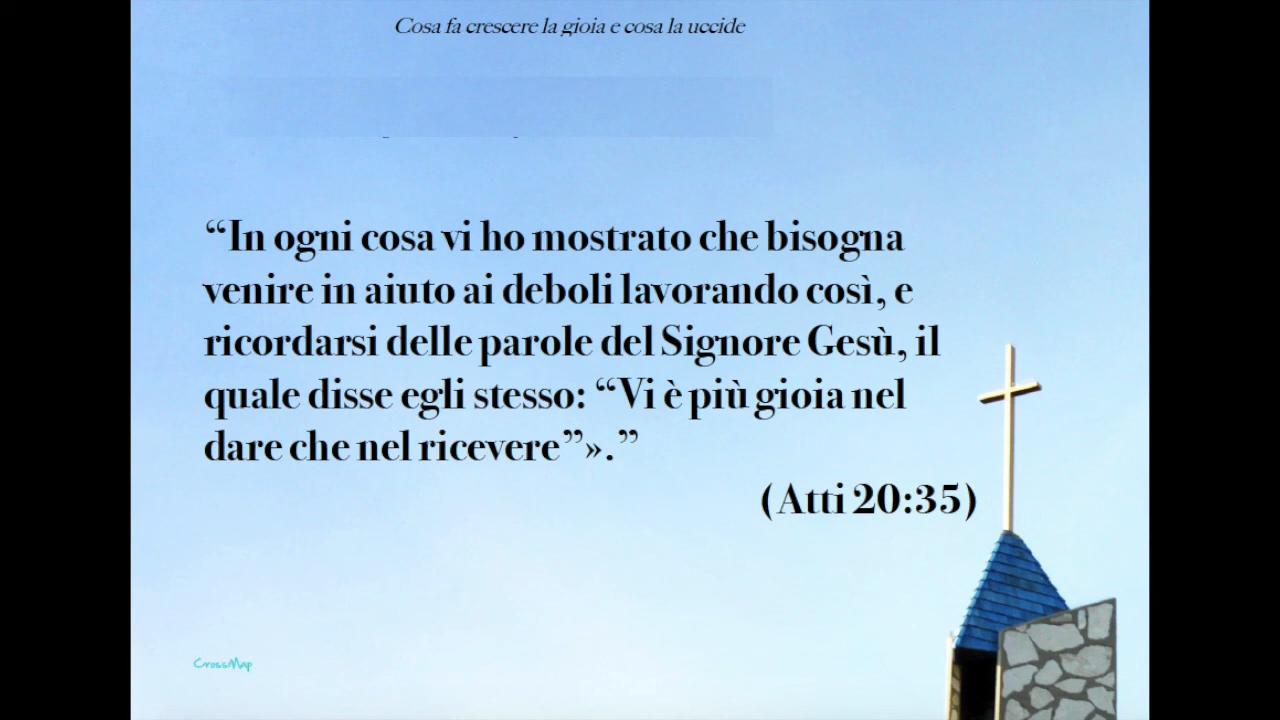 Cosa fa crescere la gioia e cosa la uccide
“In ogni cosa vi ho mostrato che bisogna
venire in aiuto ai deboli lavorando così, e
ricordarsi delle parole del Signore Gesù, il
quale disse egli stesso: “Vi è più gioia nel
dare che nel ricevere”».”
(Atti 20:35)
CrossMap